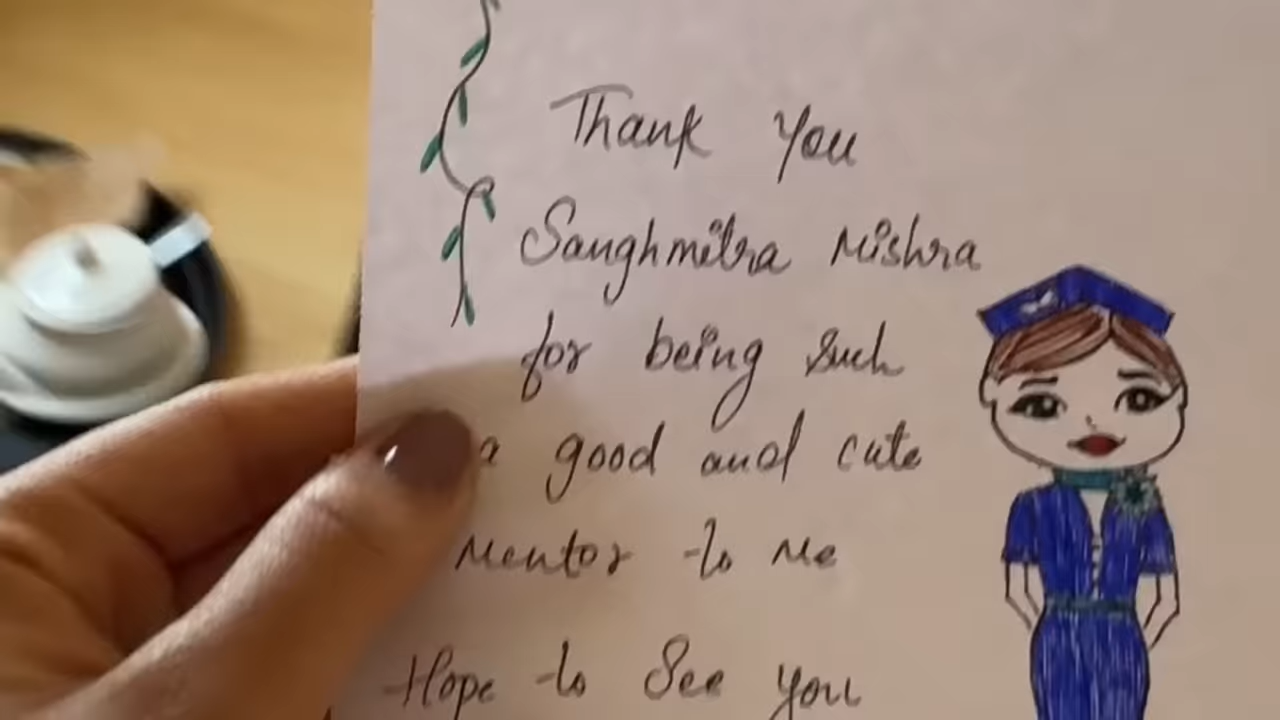 Thank You
Sanghmitra Mishra
for being such
a good and cute
Mentor to Me
Hope to See you